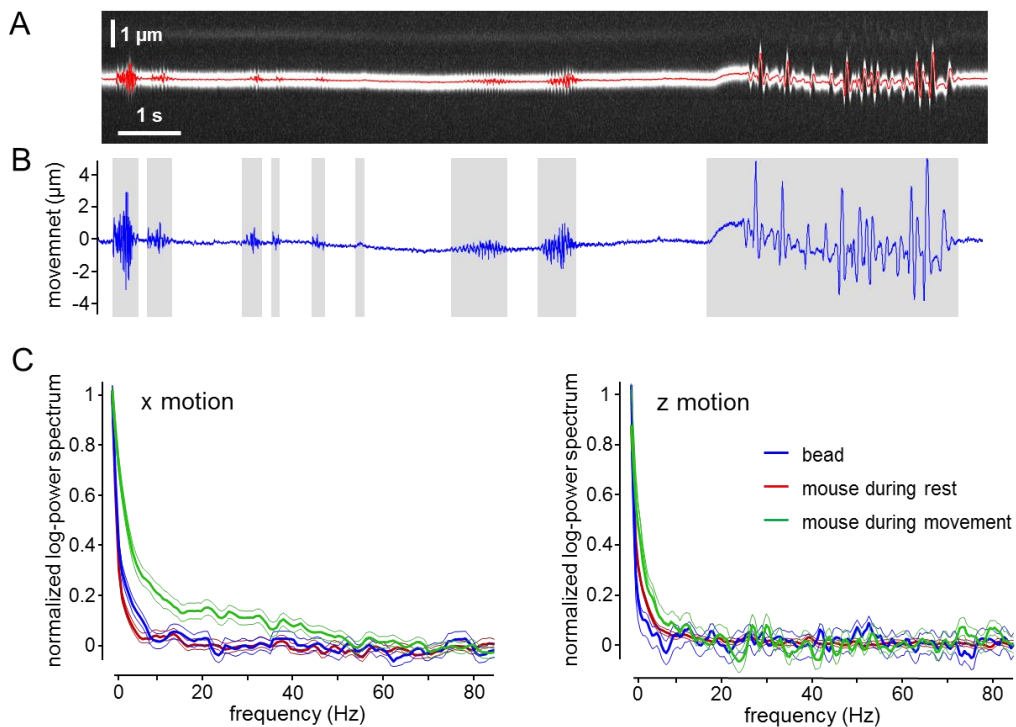 A
1 µm
1 s
B
movemnet (µm)
4
2
0
-2
-4
C
normalized log-power spectrum
1
0.8
0.6
0.4
0.2
0
x motion
0 20 40 60 80
frequency (Hz)
normalized log-power spectrum
1
0.8
0.6
0.4
0.2
0
z motion
bead
mouse during rest
mouse during movement
0 20 40 60 80
frequency (Hz)